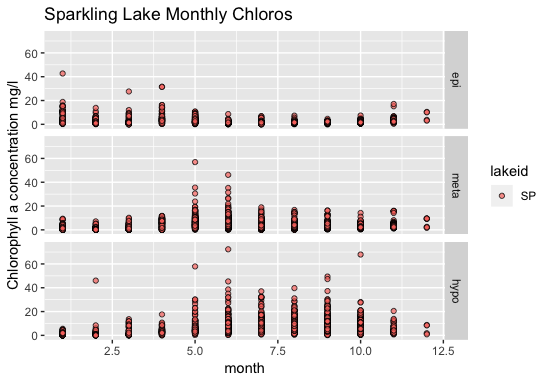 Sparkling Lake Monthly Chloros
Chlorophyll a concentration mg/l
60
40
20
0
epi
60
40
20
0
meta
60
40
20
0
hypo
2.5 5.0 7.5 10.0 12.5
month
lakeid
SP